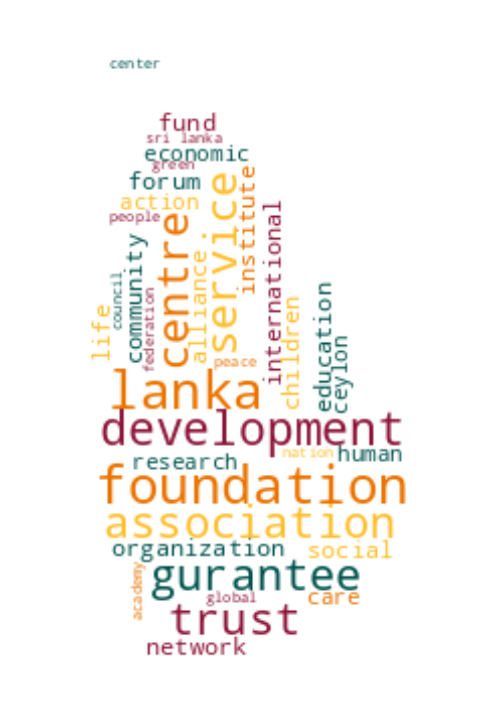 center
fund
sri lanka
economic
green
forum
action
people
service
institute
centre
international
community
alliance
council
federation
life
children
education
ceylon
peace
lanka
development
nation
human
research
foundation
association
organization
social
gurantee
academy
global
care
trust
network